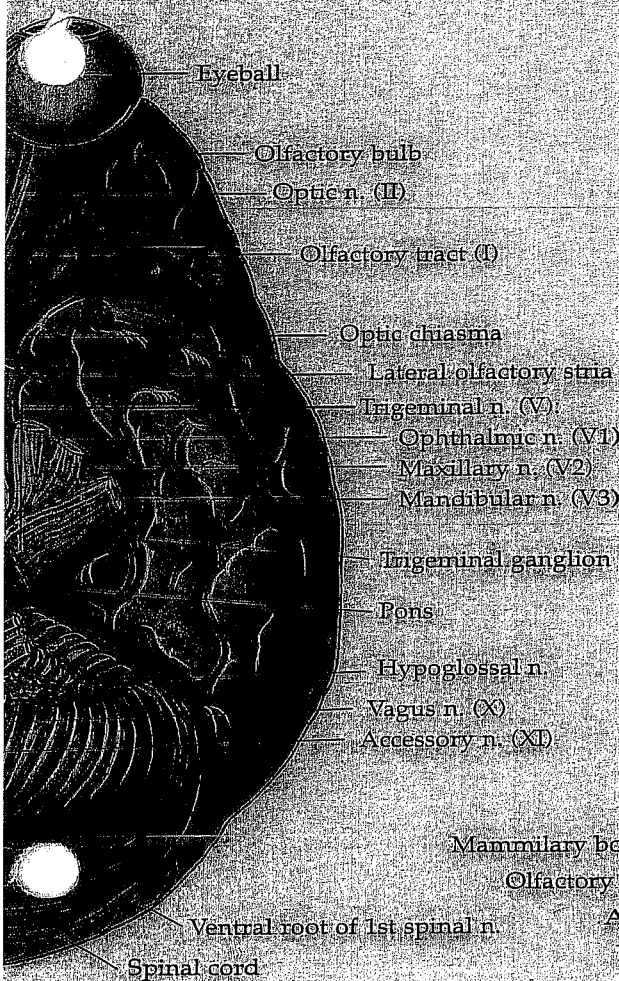 Eyeball
Olfactory bulb
Optic n. (II)
Olfactory tract (I)
Optic chiasma
Lateral olfactory stria
Trigeminal n. (V):
Ophthalmic n. (V1)
Maxillary n. (V2)
Mandibular n. (V3)
Trigeminal ganglion
Pons
Hypoglossal n.
Vagus n. (X)
Accessory n. (XI)
Mammilary bo
Olfactory
A
Ventral root of 1st spinal n.
Spinal cord